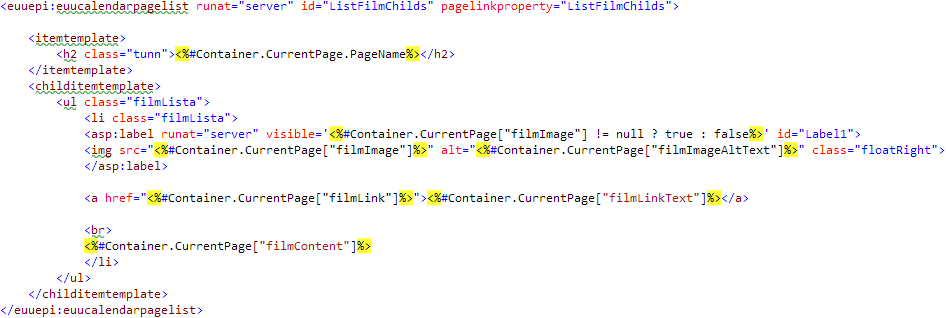 <euuepi:euucalendarpagelist runat="server" id="ListFilmChilds" pagelinkproperty="ListFilmChilds">
<itemtemplate>
<h2 class="tunn"><%#Container.CurrentPage.PageName%></h2>
</itemtemplate>
<childitemtemplate>
<ul class="filmLista">
<li class="filmLista">
<asp:label runat="server" visible='<%#Container.CurrentPage["filmImage"] != null ? true : false%>' id="Label1">
<img src="<%#Container.CurrentPage["filmImage"]%>" alt="<%#Container.CurrentPage["filmImageAltText"]%>" class="floatRight">
</asp:label>
<a href="<%#Container.CurrentPage["filmLink"]%>"><%#Container.CurrentPage["filmLinkText"]%></a>
<br>
<%#Container.CurrentPage["filmContent"]%>
</li>
</ul>
</childitemtemplate>
</euuepi:euucalendarpagelist>